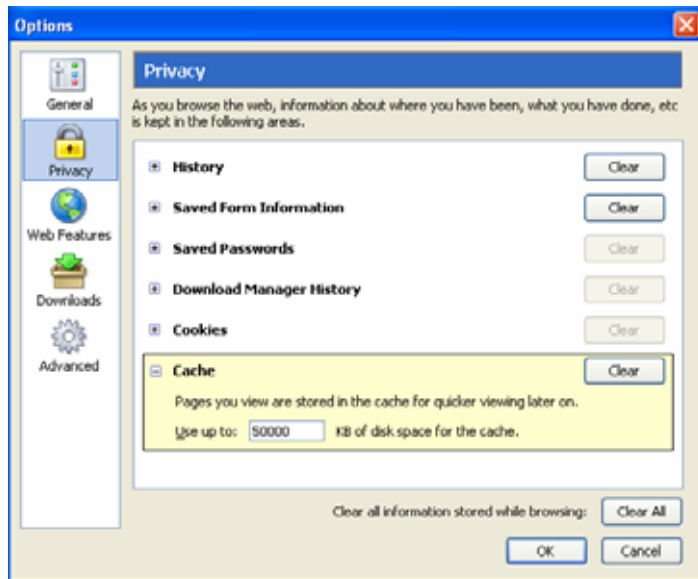 Options
General
Privacy
Web Features
Downloads
Advanced
Privacy
As you browse the web, information about where you have been, what you have done, etc
is kept in the following areas.
History Clear
Saved Form Information Clear
Saved Passwords Clear
Download Manager History Clear
Cookies Clear
Cache Clear
Pages you view are stored in the cache for quicker viewing later on.
Use up to: 50000 KB of disk space for the cache.
Clear all information stored while browsing: Clear All
OK Cancel